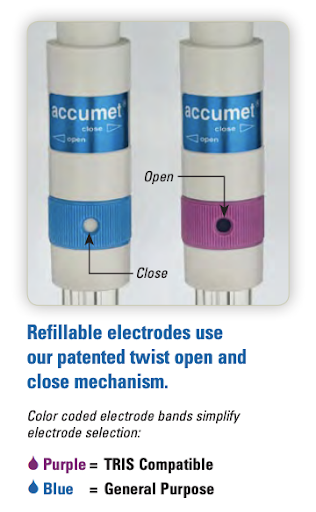 accumet®
close ▷
◁ open
accumet®
close ▷
◁ open
Open
Close
Refillable electrodes use
our patented twist open and
close mechanism.
Color coded electrode bands simplify
electrode selection:
Purple = TRIS Compatible
Blue = General Purpose